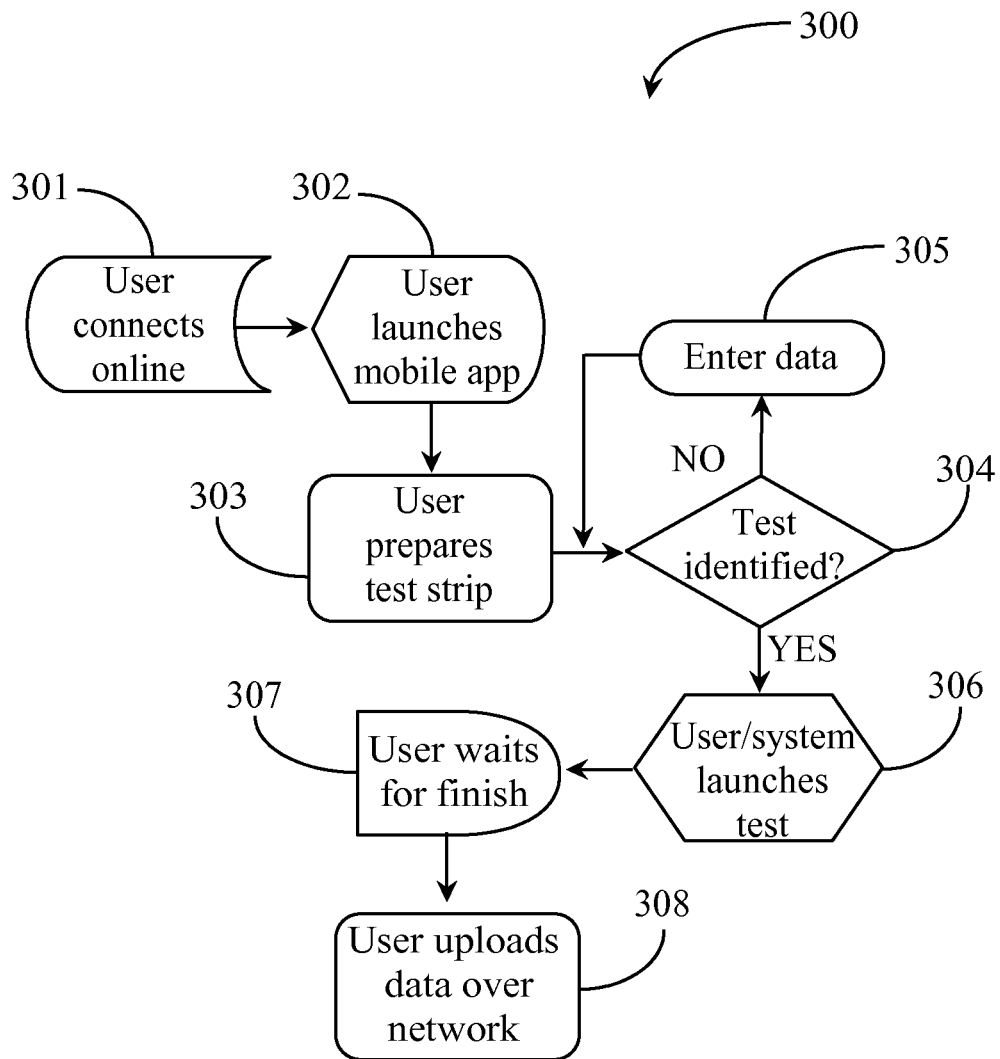 300
301
302
User
connects
online
User
launches
mobile app
305
Enter data
NO
303
User
prepares
test strip
304
Test
identified?
YES
306
User/system
launches
test
307
User waits
for finish
308
User uploads
data over
network